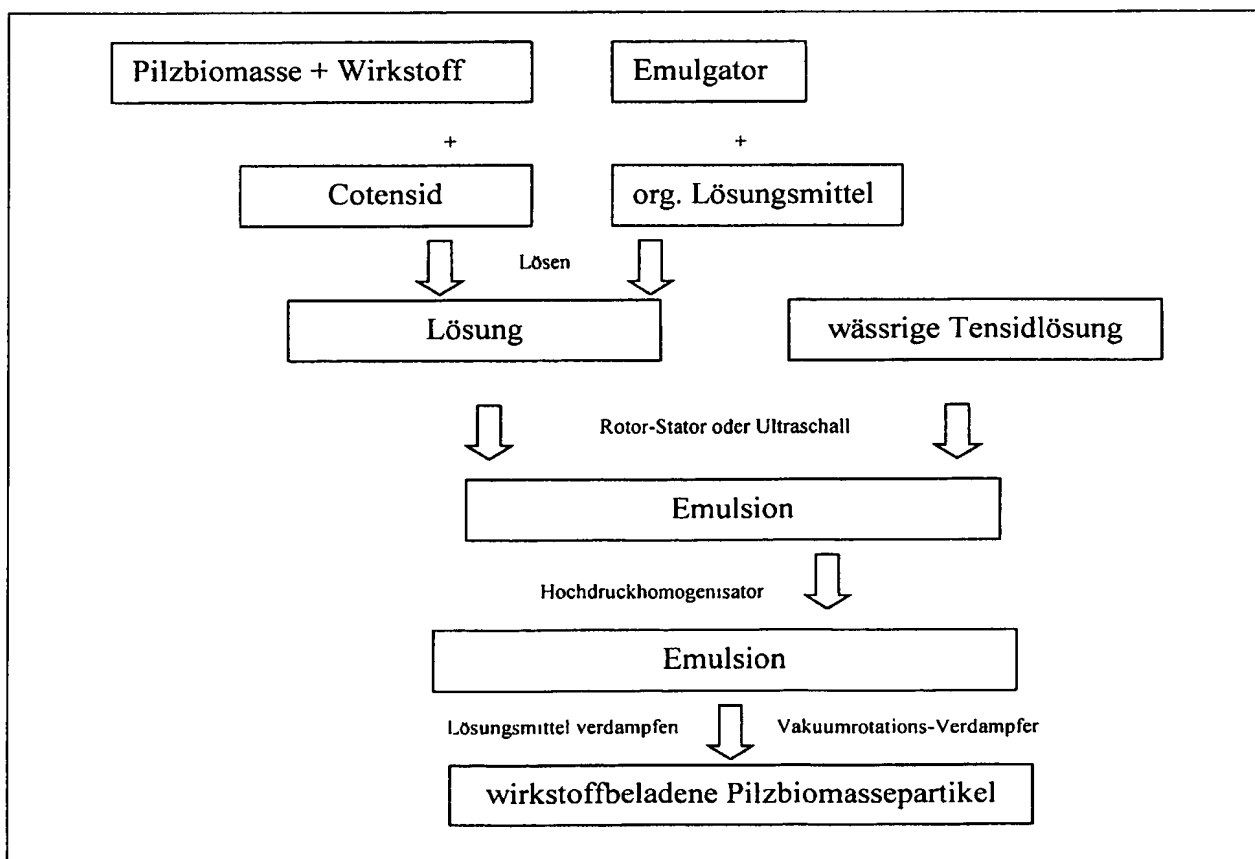 Pilzbiomasse + Wirkstoff
Emulgator
+
+
Cotensid
org. Lösungsmittel
Lösen
Lösung
wässrige Tensidlösung
Rotor-Stator oder Ultraschall
Emulsion
Hochdruckhomogenisator
Emulsion
Lösungsmittel verdampfen
Vakuumrotations-Verdampfer
wirkstoffbeladene Pilzbiomassepartikel